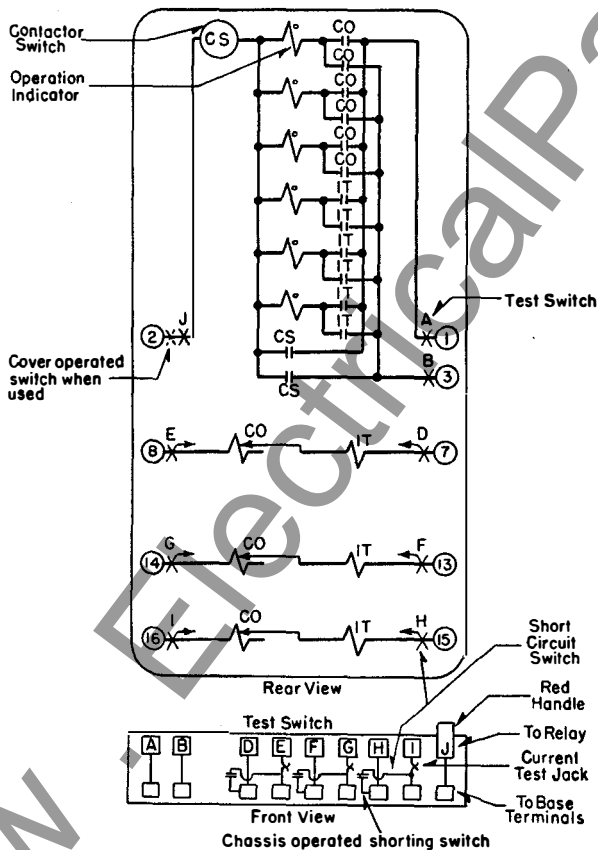 Contactor
Switch
CS
CO
CO
Operation
Indicator
CO
CO
CO
CO
IT
IT
IT
IT
IT
IT
Test Switch
2
J
A
1
CS
B
3
CS
Cover operated
switch when
used
8
E
CO
IT
D
7
14
G
CO
IT
F
13
16
I
CO
IT
H
15
Short
Circuit
Switch
Rear View
Red
Handle
Test Switch
To Relay
A
B
D
E
F
G
H
I
J
Current
Test Jack
To Base
Terminals
Front View
Chassis operated shorting switch
w . ElectricalPa